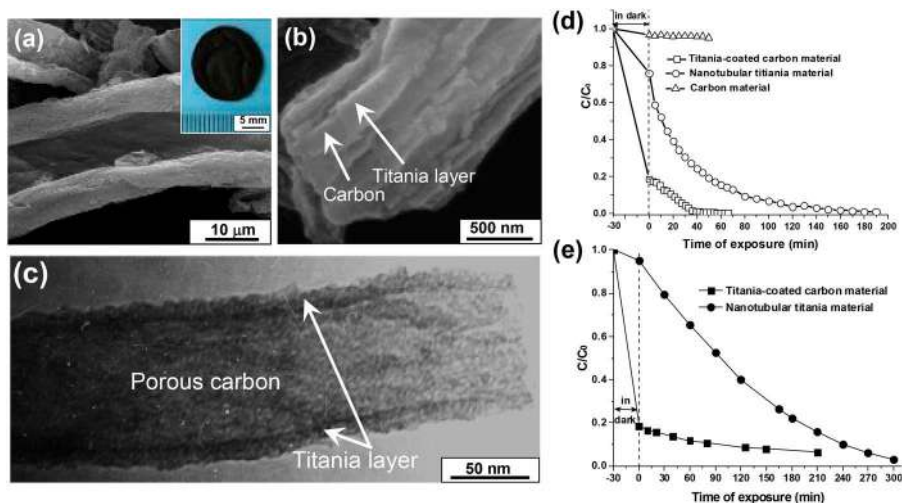 (a)
5 mm
10 μm
(b)
Carbon
Titania layer
500 nm
(c)
Porous carbon
Titania layer
50 nm
(d)
in dark
Titania-coated carbon material
Nanotubular titiania material
Carbon material
C/C₀
1.0
0.8
0.6
0.4
0.2
0.0
-30 0 20 40 60 80 100 120 140 160 180 200
Time of exposure (min)
(e)
Titania-coated carbon material
Nanotubular titania material
in
dark
C/C₀
1.0
0.8
0.6
0.4
0.2
0.0
-30 0 30 60 90 120 150 180 210 240 270 300
Time of exposure (min)